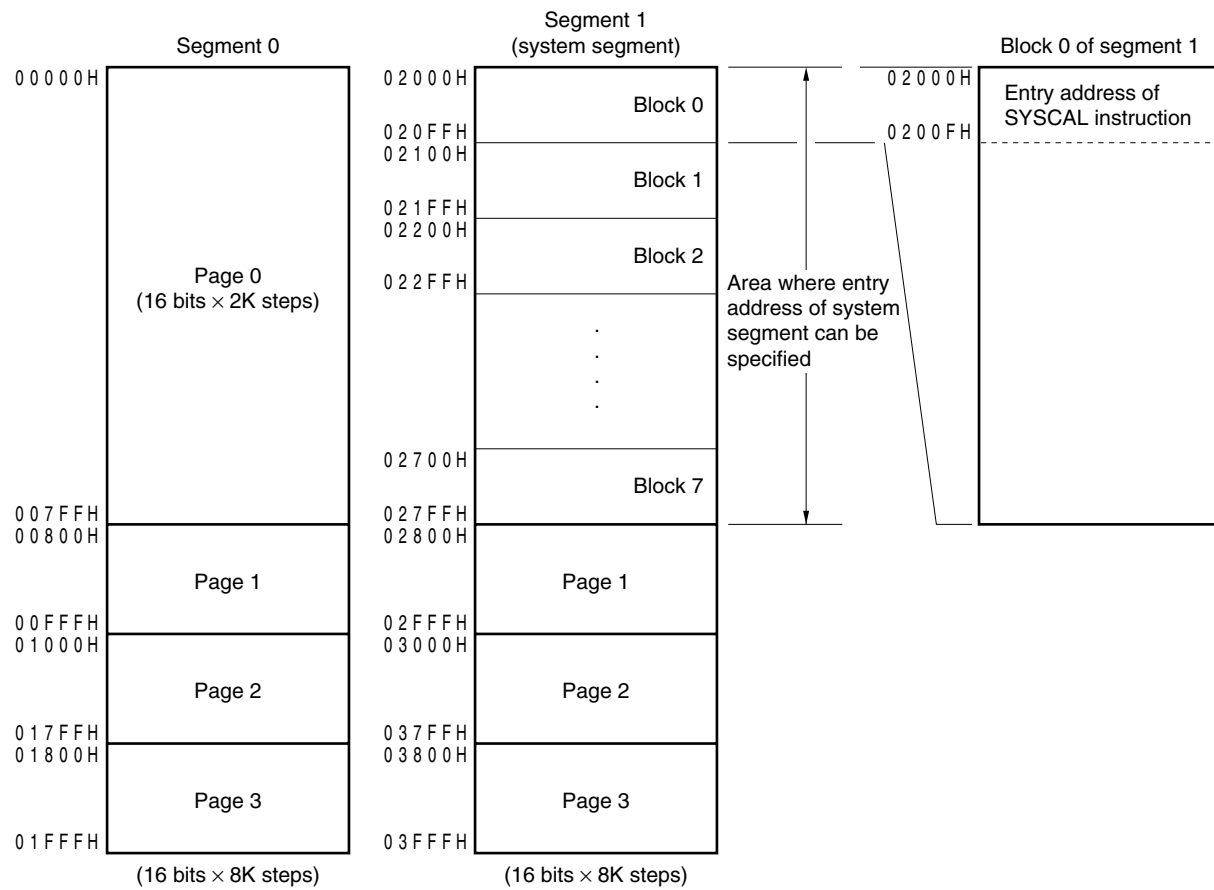 Segment 0
00000H
Page 0
(16 bits × 2K steps)
007FFH
00800H
Page 1
00FFFH
01000H
Page 2
017FFH
01800H
Page 3
01FFFH
(16 bits × 8K steps)
Segment 1
(system segment)
02000H
Block 0
020FFH
02100H
Block 1
021FFH
02200H
Block 2
022FFH
02700H
Block 7
027FFH
02800H
Page 1
02FFFH
03000H
Page 2
037FFH
03800H
Page 3
03FFFH
(16 bits × 8K steps)
Area where entry
address of system
segment can be
specified
Block 0 of segment 1
02000H
Entry address of
SYSCAL instruction
0200FH